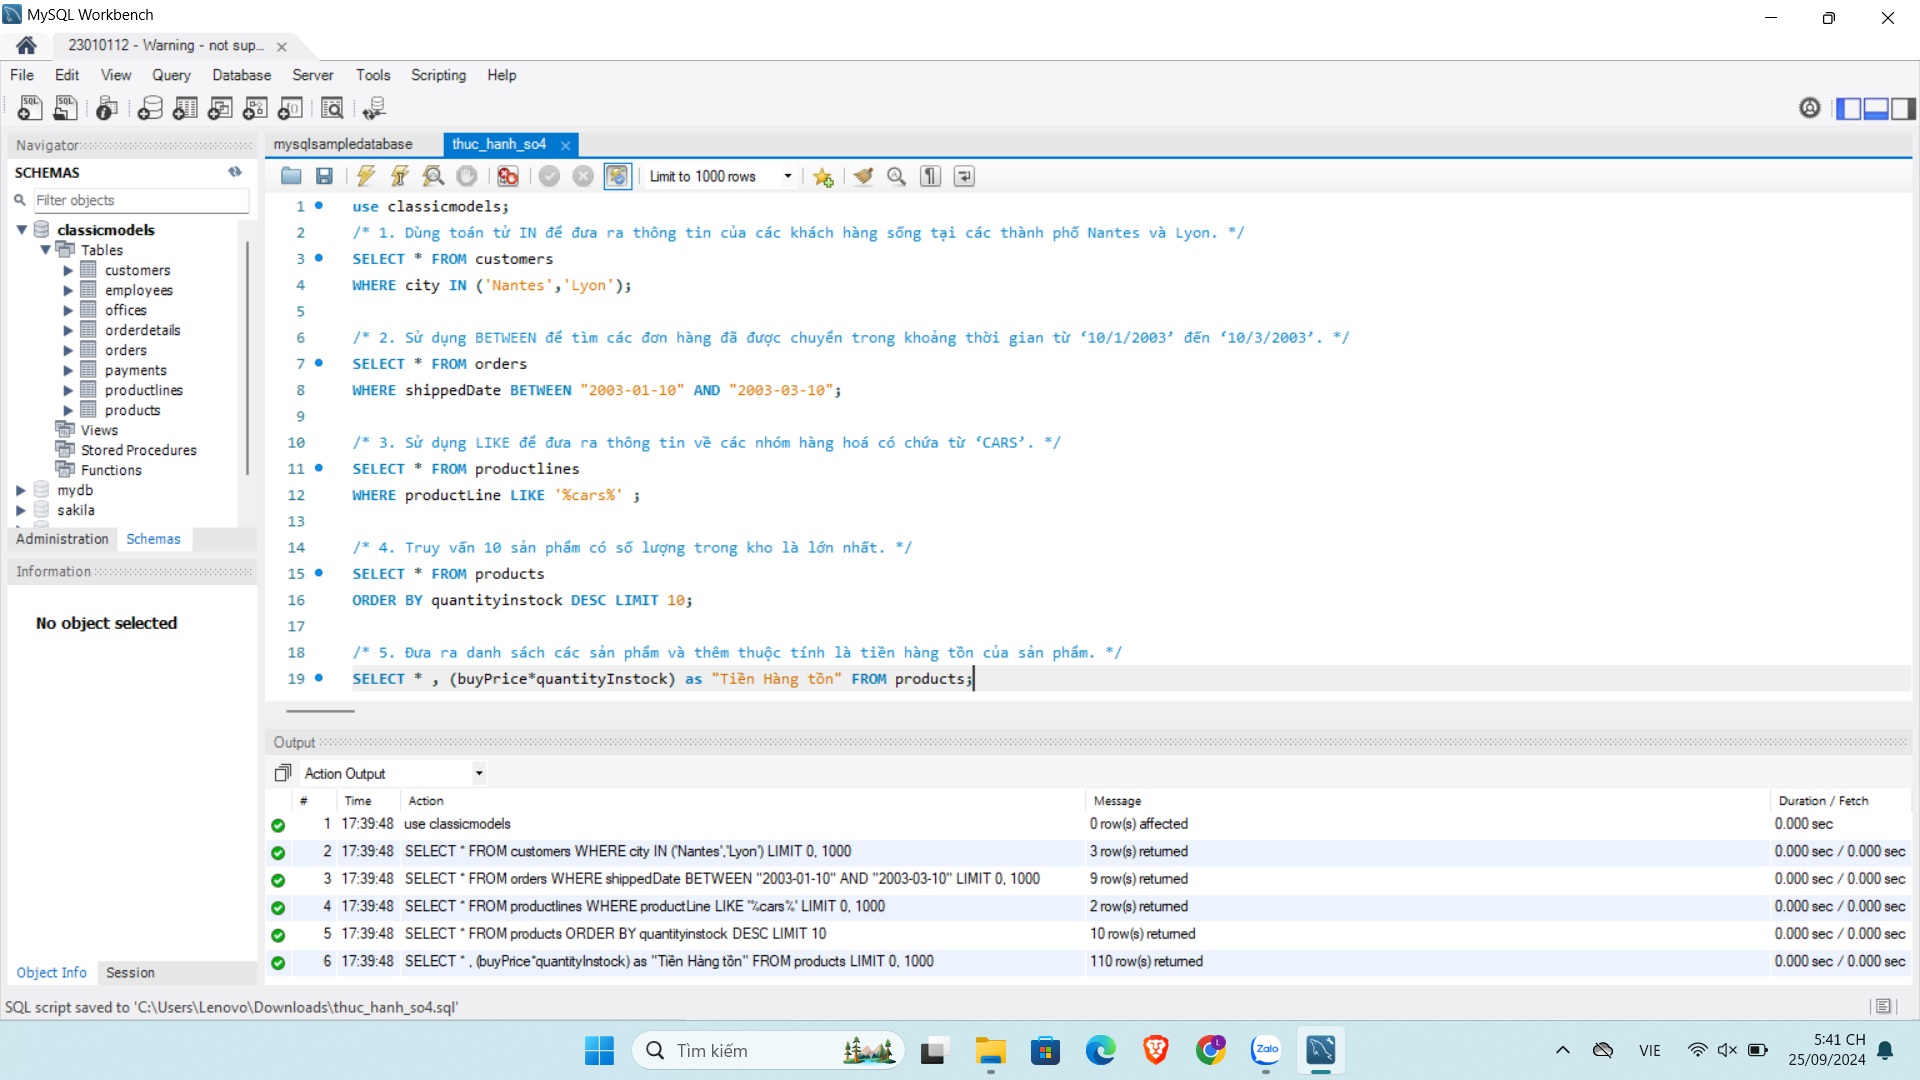 MySQL Workbench
23010112 - Warning - not sup...
File Edit View Query Database Server Tools Scripting Help
Navigator
SCHEMAS
Filter objects
classicmodels
Tables
customers
employees
offices
orderdetails
orders
payments
productlines
products
Views
Stored Procedures
Functions
mydb
sakila
Administration Schemas
Information
No object selected
Object Info Session
mysqlsampledatabase thuc_hanh_so4
Limit to 1000 rows
1 use classicmodels;
2 /* 1. Dùng toán tử IN để đưa ra thông tin của các khách hàng sống tại các thành phố Nantes và Lyon. */
3 SELECT * FROM customers
4 WHERE city IN ('Nantes','Lyon');
5
6 /* 2. Sử dụng BETWEEN để tìm các đơn hàng đã được chuyển trong khoảng thời gian từ ‘10/1/2003’ đến ‘10/3/2003’. */
7 SELECT * FROM orders
8 WHERE shippedDate BETWEEN "2003-01-10" AND "2003-03-10";
9
10 /* 3. Sử dụng LIKE để đưa ra thông tin về các nhóm hàng hoá có chứa từ ‘CARS’. */
11 SELECT * FROM productlines
12 WHERE productLine LIKE '%cars%' ;
13
14 /* 4. Truy vấn 10 sản phẩm có số lượng trong kho là lớn nhất. */
15 SELECT * FROM products
16 ORDER BY quantityinstock DESC LIMIT 10;
17
18 /* 5. Đưa ra danh sách các sản phẩm và thêm thuộc tính là tiền hàng tồn của sản phẩm. */
19 SELECT * , (buyPrice*quantityInstock) as "Tiền Hàng tồn" FROM products;
Output
Action Output
# Time Action Message Duration / Fetch
1 17:39:48 use classicmodels 0 row(s) affected 0.000 sec
2 17:39:48 SELECT * FROM customers WHERE city IN ('Nantes','Lyon') LIMIT 0, 1000 3 row(s) returned 0.000 sec / 0.000 sec
3 17:39:48 SELECT * FROM orders WHERE shippedDate BETWEEN "2003-01-10" AND "2003-03-10" LIMIT 0, 1000 9 row(s) returned 0.000 sec / 0.000 sec
4 17:39:48 SELECT * FROM productlines WHERE productLine LIKE '%cars%' LIMIT 0, 1000 2 row(s) returned 0.000 sec / 0.000 sec
5 17:39:48 SELECT * FROM products ORDER BY quantityinstock DESC LIMIT 10 10 row(s) returned 0.000 sec / 0.000 sec
6 17:39:48 SELECT * , (buyPrice*quantityInstock) as "Tiền Hàng tồn" FROM products LIMIT 0, 1000 110 row(s) returned 0.000 sec / 0.000 sec
SQL script saved to 'C:\Users\Lenovo\Downloads\thuc_hanh_so4.sql'
Tìm kiếm
Zalo
VIE
5:41 CH
25/09/2024